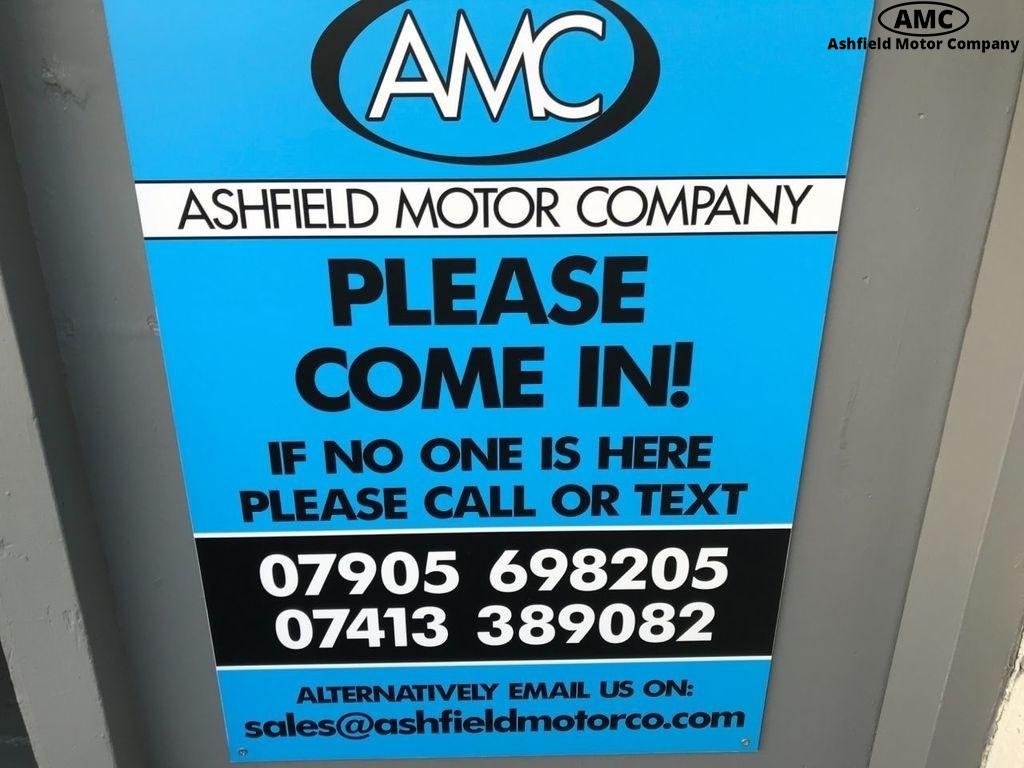 AMC
Ashfield Motor Company
AMC
ASHFIELD MOTOR COMPANY
PLEASE
COME IN!
IF NO ONE IS HERE
PLEASE CALL OR TEXT
07905 698205
07413 389082
ALTERNATIVELY EMAIL US ON:
sales@ashfieldmotorco.com